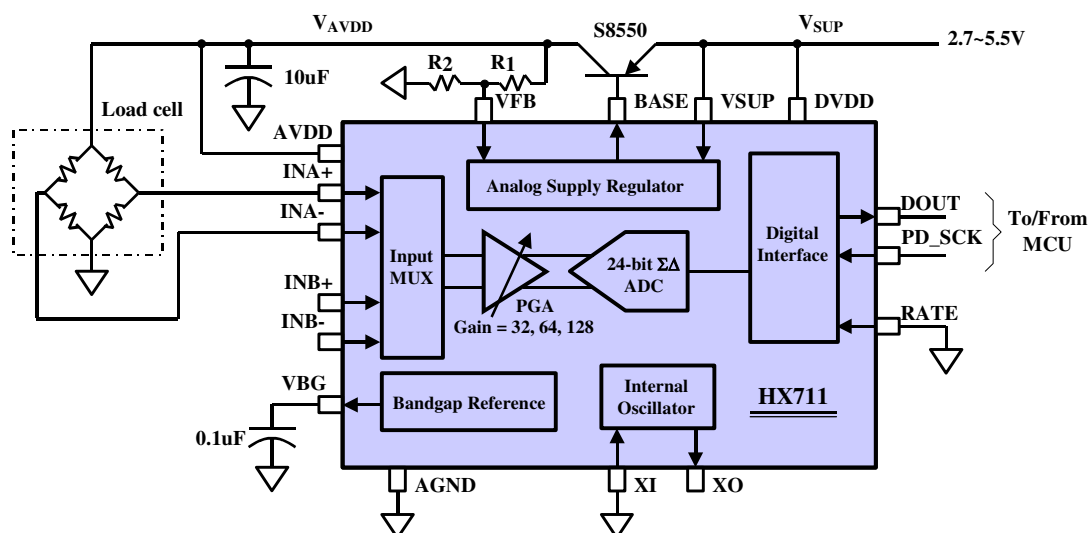 V_AVDD
S8550
V_SUP
2.7~5.5V
R2
R1
10uF
VFB
BASE
VSUP
DVDD
Load cell
AVDD
INA+
INA-
INB+
INB-
VBG
0.1uF
Analog Supply Regulator
Input
MUX
PGA
Gain = 32, 64, 128
24-bit ΣΔ
ADC
Digital
Interface
DOUT
PD_SCK
To/From
MCU
RATE
Bandgap Reference
Internal
Oscillator
HX711
AGND
XI
XO